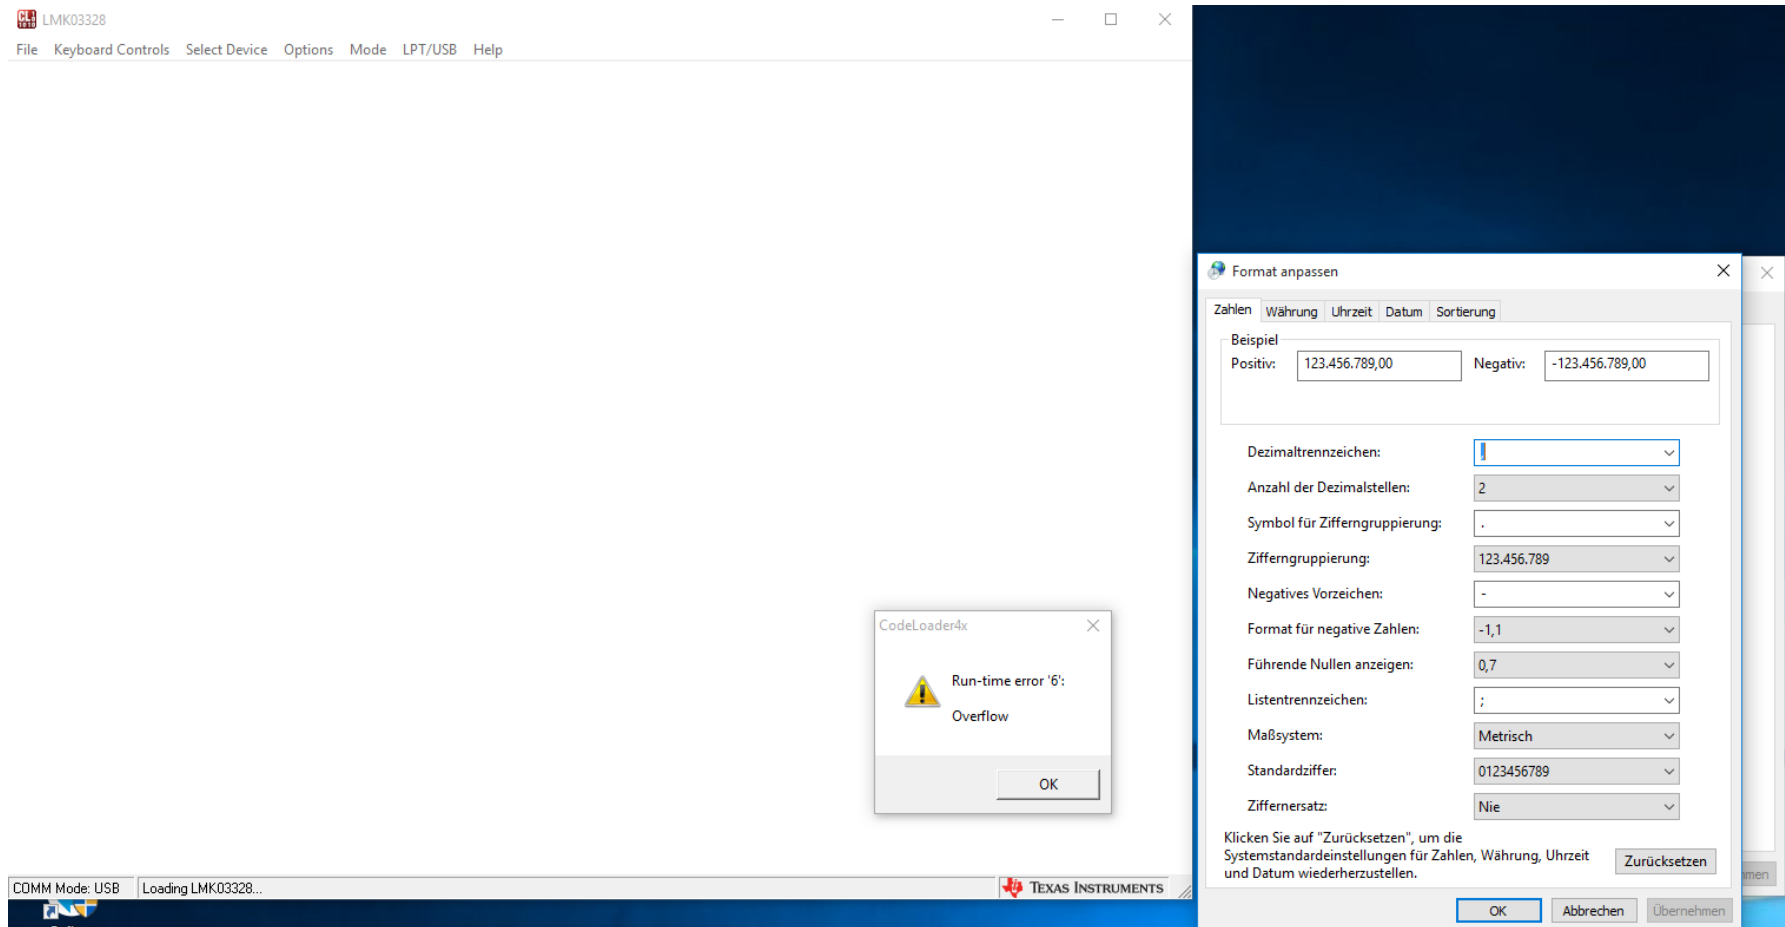 LMK03328
File Keyboard Controls Select Device Options Mode LPT/USB Help
CodeLoader4x
Run-time error '6':
Overflow
OK
COMM Mode: USB Loading LMK03328... TEXAS INSTRUMENTS
Format anpassen
Zahlen Währung Uhrzeit Datum Sortierung
Beispiel
Positiv: 123.456.789,00 Negativ: -123.456.789,00
Dezimaltrennzeichen: ,
Anzahl der Dezimalstellen: 2
Symbol für Zifferngruppierung: .
Zifferngruppierung: 123.456.789
Negatives Vorzeichen: -
Format für negative Zahlen: -1,1
Führende Nullen anzeigen: 0,7
Listentrennzeichen: ;
Maßsystem: Metrisch
Standardziffer: 0123456789
Ziffernersatz: Nie
Klicken Sie auf "Zurücksetzen", um die
Systemstandardeinstellungen für Zahlen, Währung, Uhrzeit
und Datum wiederherzustellen.
Zurücksetzen
OK Abbrechen Übernehmen